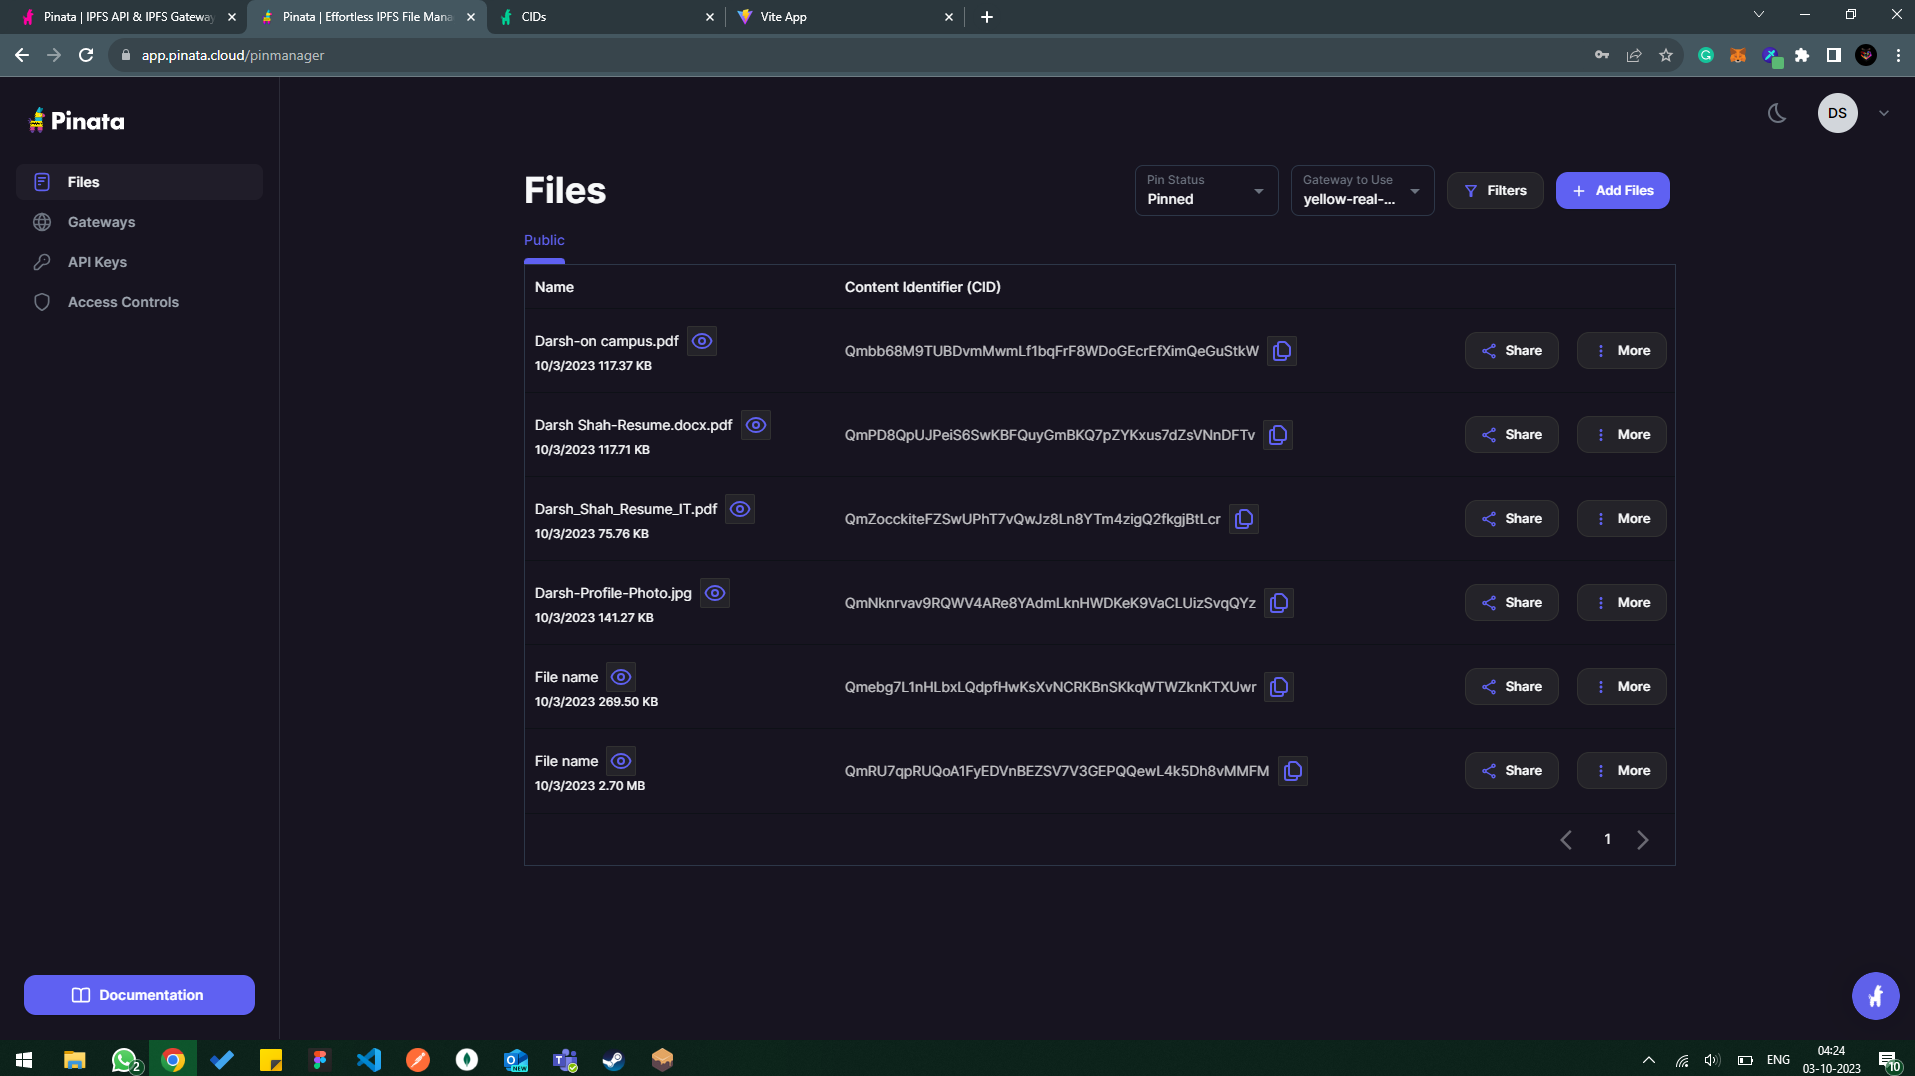 Pinata | IPFS API & IPFS Gateway
Pinata | Effortless IPFS File Mana
CIDs
Vite App
app.pinata.cloud/pinmanager
Pinata
DS
Files
Gateways
API Keys
Access Controls
Files
Pin Status
Pinned
Gateway to Use
yellow-real-...
Filters
Add Files
Public
Name
Content Identifier (CID)
Darsh-on campus.pdf
10/3/2023 117.37 KB
Qmbb68M9TUBDvmMwmLf1bqFrF8WDoGEcrEfXimQeGuStkW
Share
More
Darsh Shah-Resume.docx.pdf
10/3/2023 117.71 KB
QmPD8QpUJPeiS6SwKBFQuyGmBKQ7pZYKxus7dZsVNnDFTv
Share
More
Darsh_Shah_Resume_IT.pdf
10/3/2023 75.76 KB
QmZocckiteFZSwUPhT7vQwJz8Ln8YTm4zigQ2fkgjBtLcr
Share
More
Darsh-Profile-Photo.jpg
10/3/2023 141.27 KB
QmNknrvav9RQWV4ARe8YAdmLknHWDKeK9VaCLUizSvqQYz
Share
More
File name
10/3/2023 269.50 KB
Qmebg7L1nHLbxLQdpfHwKsXvNCRKBnSKkqWTWZknKTXUwr
Share
More
File name
10/3/2023 2.70 MB
QmRU7qpRUQoA1FyEDVnBEZSV7V3GEPQQewL4k5Dh8vMMFM
Share
More
1
Documentation
2
NEW
ENG
04:24
03-10-2023
10